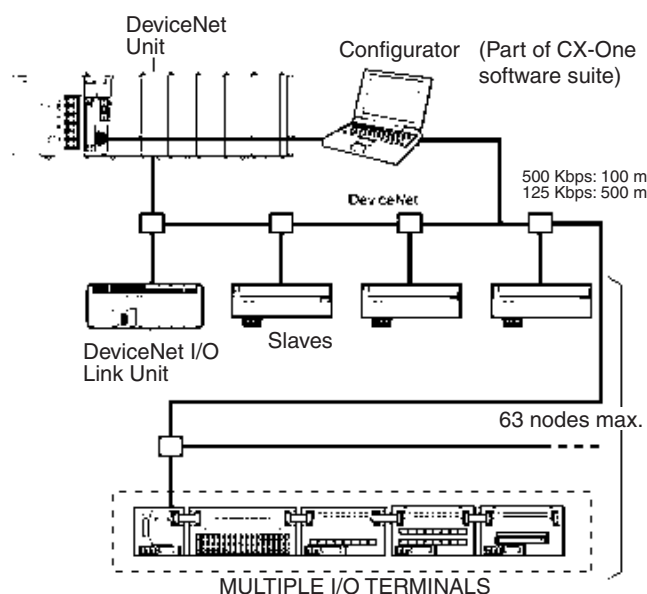 DeviceNet
Unit
Configurator
(Part of CX-One
software suite)
500 Kbps: 100 m
125 Kbps: 500 m
DeviceNet
DeviceNet I/O
Link Unit
Slaves
63 nodes max.
MULTIPLE I/O TERMINALS